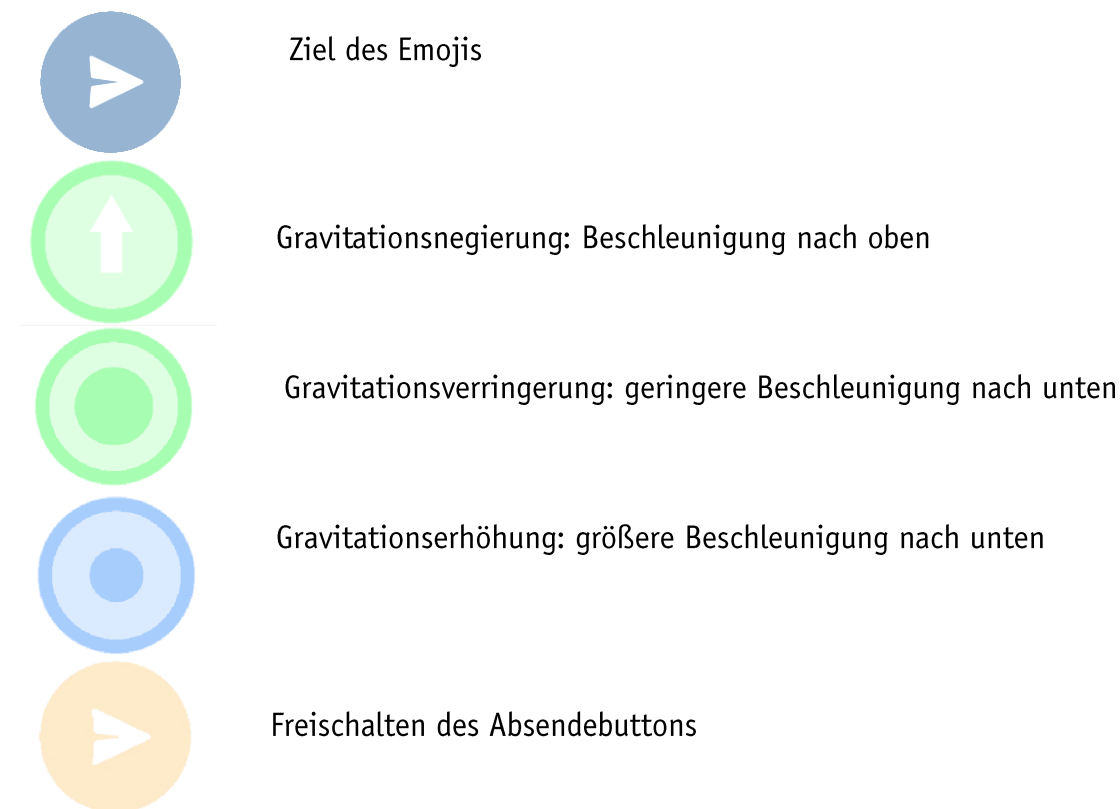 Ziel des Emojis
Gravitationsnegierung: Beschleunigung nach oben
Gravitationsverringerung: geringere Beschleunigung nach unten
Gravitationserhöhung: größere Beschleunigung nach unten
Freischalten des Absendebuttons